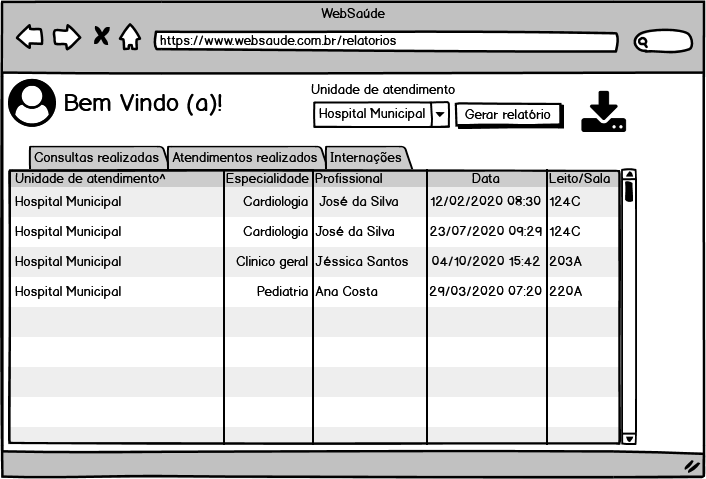 WebSaúde
https://www.websaude.com.br/relatorios
Bem Vindo (a)!
Unidade de atendimento
Hospital Municipal
Gerar relatório
Consultas realizadas Atendimentos realizados Internações
Unidade de atendimento^ Especialidade Profissional Data Leito/Sala
Hospital Municipal Cardiologia José da Silva 12/02/2020 08:30 124C
Hospital Municipal Cardiologia José da Silva 23/07/2020 09:29 124C
Hospital Municipal Clinico geral Jéssica Santos 04/10/2020 15:42 203A
Hospital Municipal Pediatria Ana Costa 29/03/2020 07:20 220A